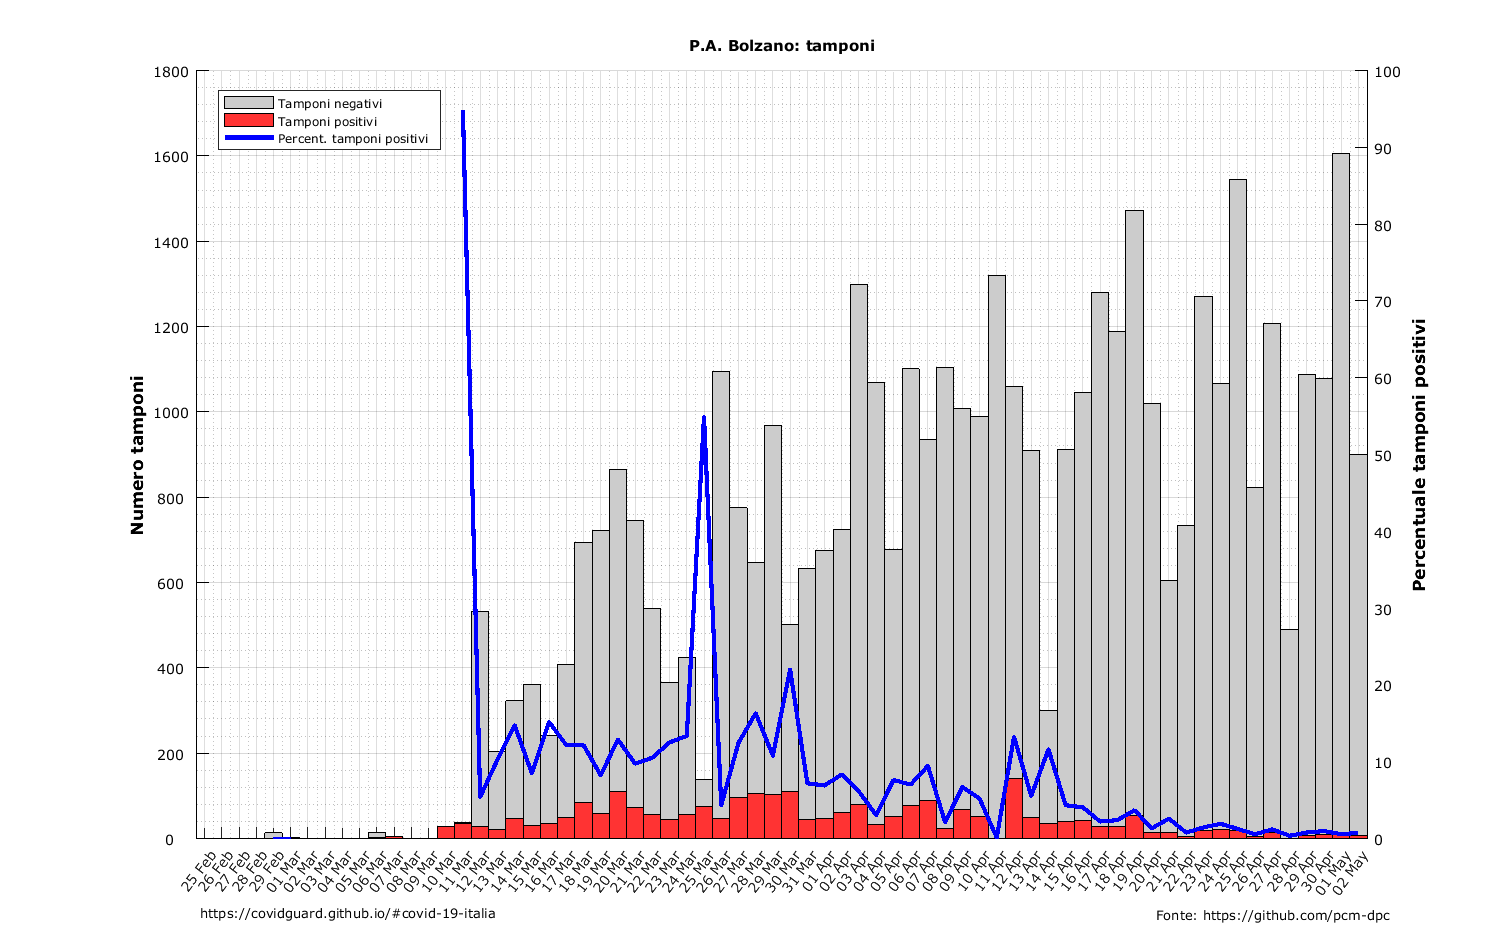 P.A. Bolzano: tamponi
1800
1600
1400
1200
1000
800
600
400
200
0
100
90
80
70
60
50
40
30
20
10
0
Tamponi negativi
Tamponi positivi
Percent. tamponi positivi
Numero tamponi
Percentuale tamponi positivi
25 Feb
26 Feb
27 Feb
28 Feb
29 Feb
01 Mar
02 Mar
03 Mar
04 Mar
05 Mar
06 Mar
07 Mar
08 Mar
09 Mar
10 Mar
11 Mar
12 Mar
13 Mar
14 Mar
15 Mar
16 Mar
17 Mar
18 Mar
19 Mar
20 Mar
21 Mar
22 Mar
23 Mar
24 Mar
25 Mar
26 Mar
27 Mar
28 Mar
29 Mar
30 Mar
31 Mar
01 Apr
02 Apr
03 Apr
04 Apr
05 Apr
06 Apr
07 Apr
08 Apr
09 Apr
10 Apr
11 Apr
12 Apr
13 Apr
14 Apr
15 Apr
16 Apr
17 Apr
18 Apr
19 Apr
20 Apr
21 Apr
22 Apr
23 Apr
24 Apr
25 Apr
26 Apr
27 Apr
28 Apr
29 Apr
30 Apr
01 May
02 May
https://covidguard.github.io/#covid-19-italia
Fonte: https://github.com/pcm-dpc